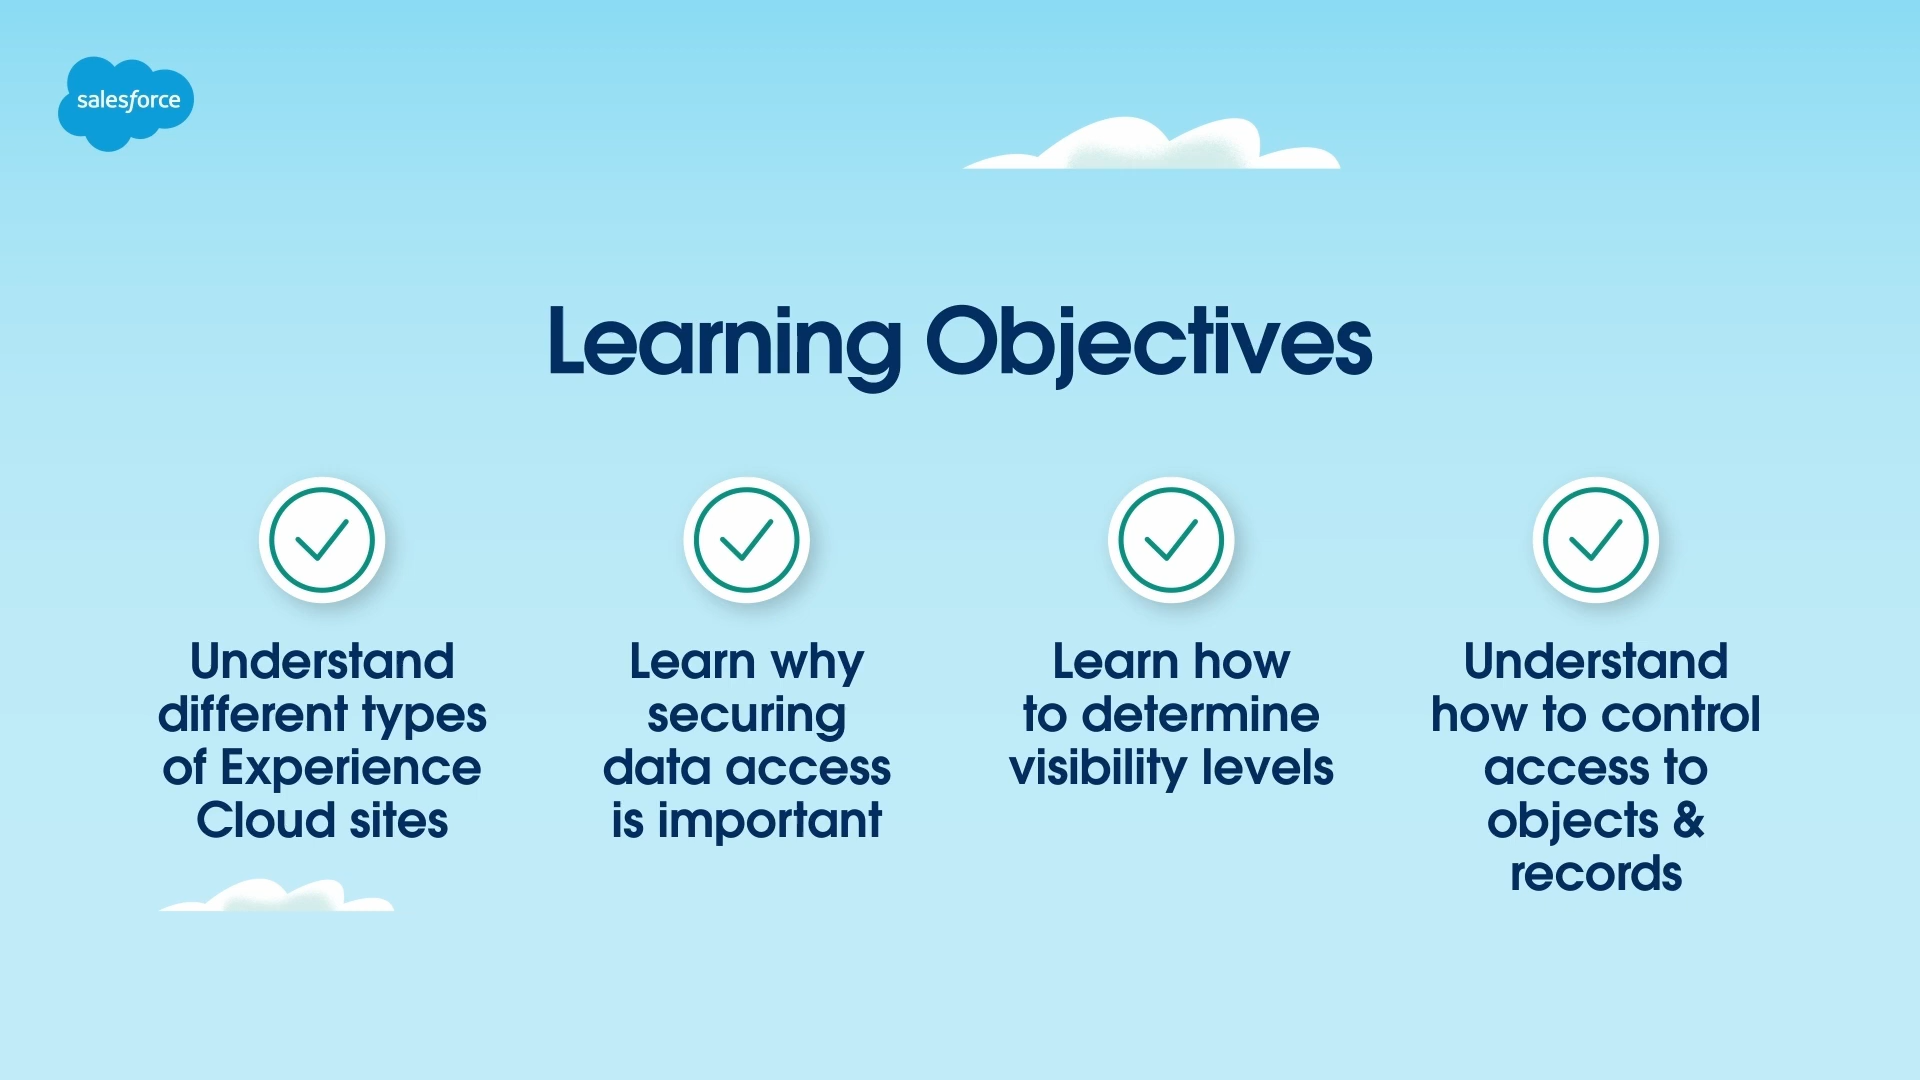 salesforce
Learning Objectives
Understand
different types
of Experience
Cloud sites
Learn why
securing
data access
is important
Learn how
to determine
visibility levels
Understand
how to control
access to
objects &
records